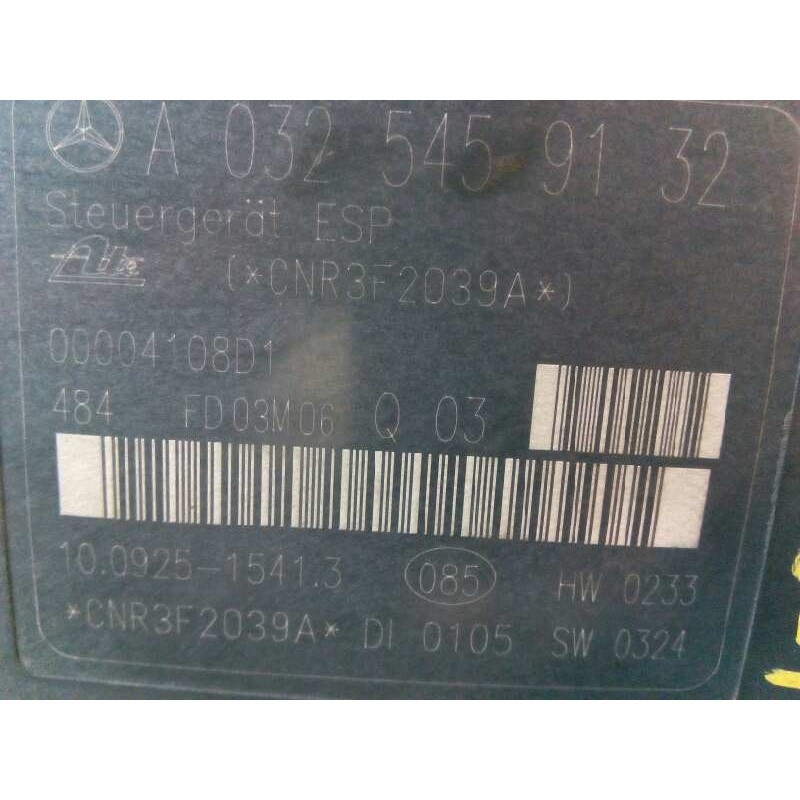 A 032 545 91 32
Steuergerät ESP
Ate (*CNR3F2039A*)
00004108D1
484 FD03M06 Q 03
10.0925-1541.3 085 HW 0233
*CNR3F2039A* DI 0105 SW 0324